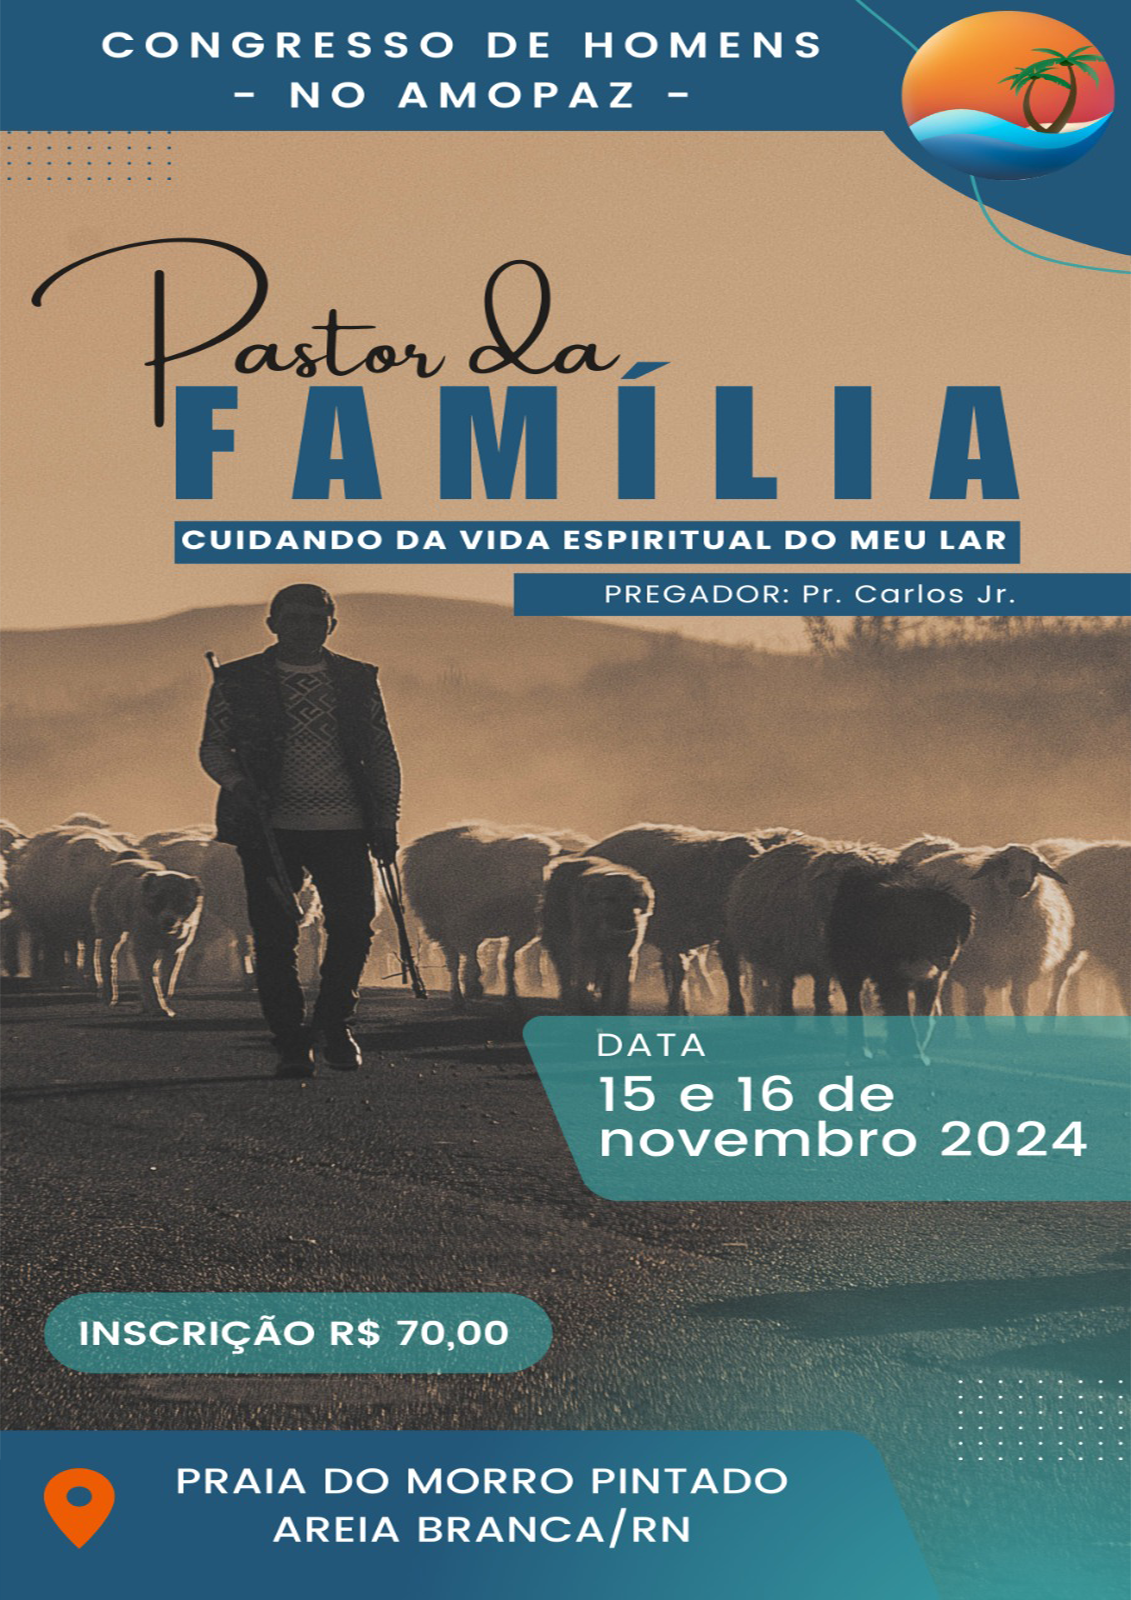 CONGRESSO DE HOMENS
- NO AMOPAZ -
Pastor da
FAMÍLIA
CUIDANDO DA VIDA ESPIRITUAL DO MEU LAR
PREGADOR: Pr. Carlos Jr.
DATA
15 e 16 de
novembro 2024
INSCRIÇÃO R$ 70,00
PRAIA DO MORRO PINTADO
AREIA BRANCA/RN